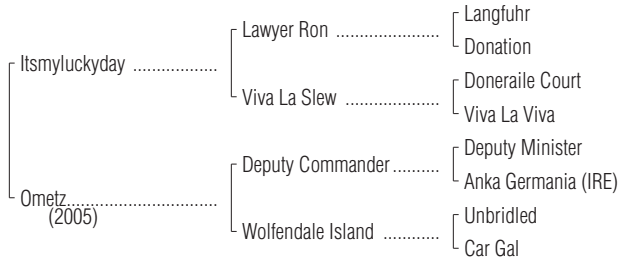 Langfuhr
Lawyer Ron ..................
Donation
Itsmyluckyday ..................
Doneraile Court
Viva La Slew ..................
Viva La Viva
Deputy Minister
Deputy Commander..........
Anka Germania (IRE)
Ometz................................
(2005)
Unbridled
Wolfendale Island ............
Car Gal